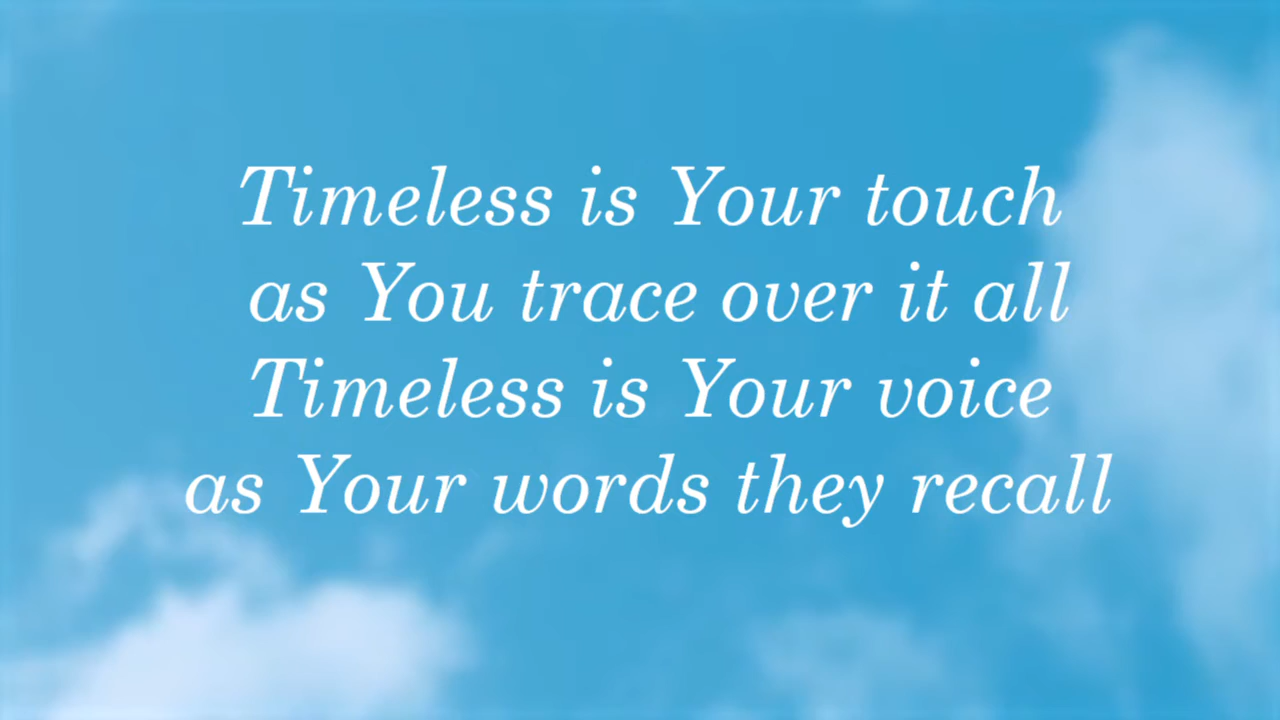 Timeless is Your touch
as You trace over it all
Timeless is Your voice
as Your words they recall